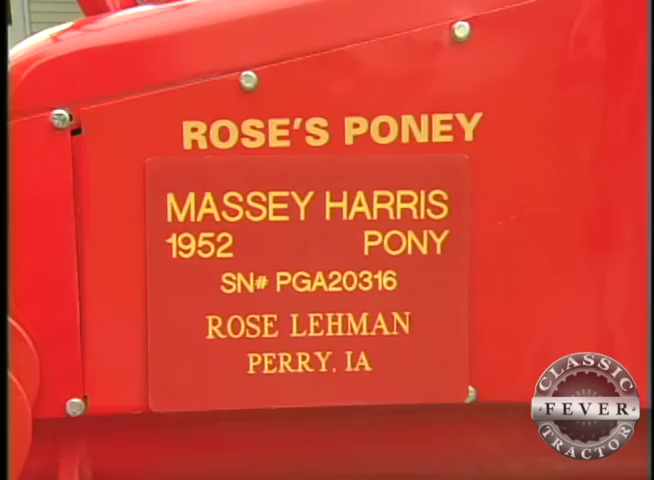 ROSE'S PONEY
MASSEY HARRIS
1952 PONY
SN# PGA20316
ROSE LEHMAN
PERRY, IA
CLASSIC
FEVER
TRACTOR